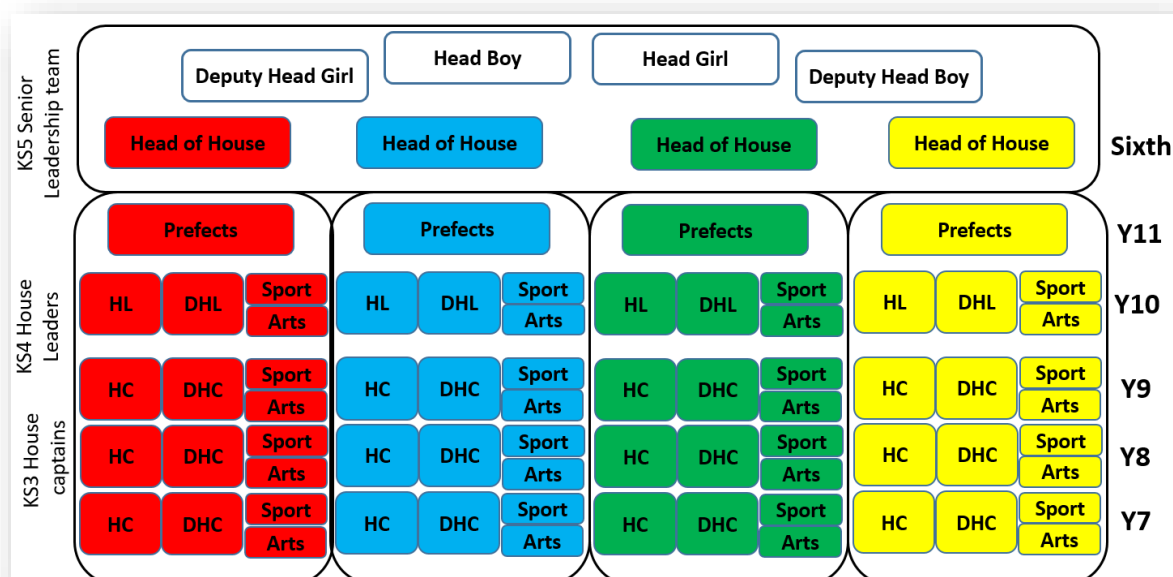 KS5 Senior
Leadership team
Deputy Head Girl
Head Boy
Head Girl
Deputy Head Boy
Head of House
Head of House
Head of House
Head of House
Sixth
Prefects
Prefects
Prefects
Prefects
Y11
KS4 House
Leaders
HL
DHL
Sport
Arts
HL
DHL
Sport
Arts
HL
DHL
Sport
Arts
HL
DHL
Sport
Arts
Y10
KS3 House
captains
HC
DHC
Sport
Arts
HC
DHC
Sport
Arts
HC
DHC
Sport
Arts
HC
DHC
Sport
Arts
Y9
HC
DHC
Sport
Arts
HC
DHC
Sport
Arts
HC
DHC
Sport
Arts
HC
DHC
Sport
Arts
Y8
HC
DHC
Sport
Arts
HC
DHC
Sport
Arts
HC
DHC
Sport
Arts
HC
DHC
Sport
Arts
Y7